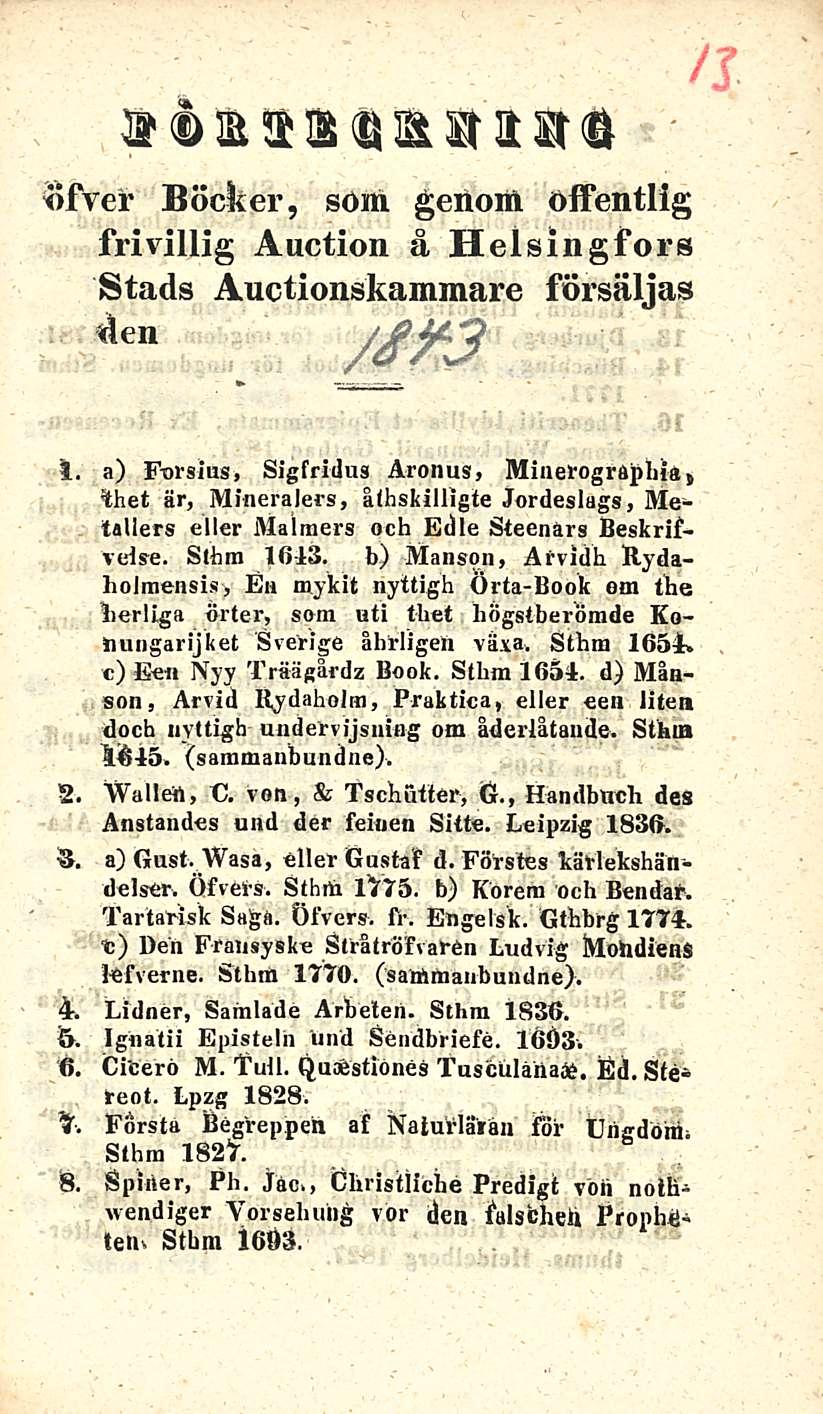 13.
FÖRTECKNING
öfver Böcker, som genom offentlig
frivillig Auction å Helsingfors
Stads Auctionskammare försäljas
den 1843
1. a) Forsius, Sigfridus Aronus, Minerographia,
thet är, Mineralers, åthskilligte Jordeslags, Me-
tallers eller Malmers och Edle Steenars Beskrif-
velse. Sthm 1643. b) Manson, Arvidh Ryda-
holmensis, En mykit nyttigh Örta-Book om the
herliga örter, som uti thet högstberömde Ko-
nungarijket Sverige åhrligen växa. Sthm 1654.
c) Een Nyy Träägårdz Book. Sthm 1654. d) Mån-
son, Arvid Rydaholm, Praktica, eller een liten
doch nyttigh undervijsning om åderlåtande. Sthm
1645. (sammanbundne).
2. Wallen, C. von, & Tschütter, G., Handbuch des
Anstandes und der feinen Sitte. Leipzig 1836.
3. a) Gust. Wasa, eller Gustaf d. Förstes kärlekshän-
delser. Öfvers. Sthm 1775. b) Korem och Bendar.
Tartarisk Saga. Öfvers. fr. Engelsk. Gthbrg 1774.
c) Den Fransyske Stråtröfvaren Ludvig Mondiens
lefverne. Sthm 1770. (sammanbundne).
4. Lidner, Samlade Arbeten. Sthm 1836.
5. Ignatii Episteln und Sendbriefe. 1693.
6. Cicero M. Tull. Quæstiones Tusculanaæ. Ed. Ste-
reot. Lpzg 1828.
7. Första Begreppen af Naturläran för Ungdom.
Sthm 1827.
8. Spiner, Ph. Jac., Christliche Predigt von noth-
wendiger Vorsehung vor den falschen Prophe-
ten. Sthm 1693.